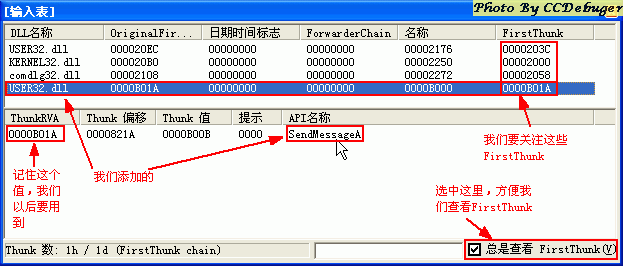 [输入表]
Photo By CCDebuger
DLL名称 OriginalFir... 日期时间标志 ForwarderChain 名称 FirstThunk
USER32.dll 000020EC 00000000 00000000 00002176 0000203C
KERNEL32.dll 000020B0 00000000 00000000 00002250 00002000
comdlg32.dll 00002108 00000000 00000000 00002272 00002058
USER32.dll 0000B01A 00000000 00000000 0000B000 0000B01A
ThunkRVA Thunk 偏移 Thunk 值 提示 API名称
0000B01A 0000821A 0000B00B 0000 SendMessageA
我们要关注这些
FirstThunk
记住这个
值，我们
以后要用
到
我们添加的
选中这里，方便我
们查看FirstThunk
Thunk 数: 1h / 1d (FirstThunk chain)
总是查看 FirstThunk(V)